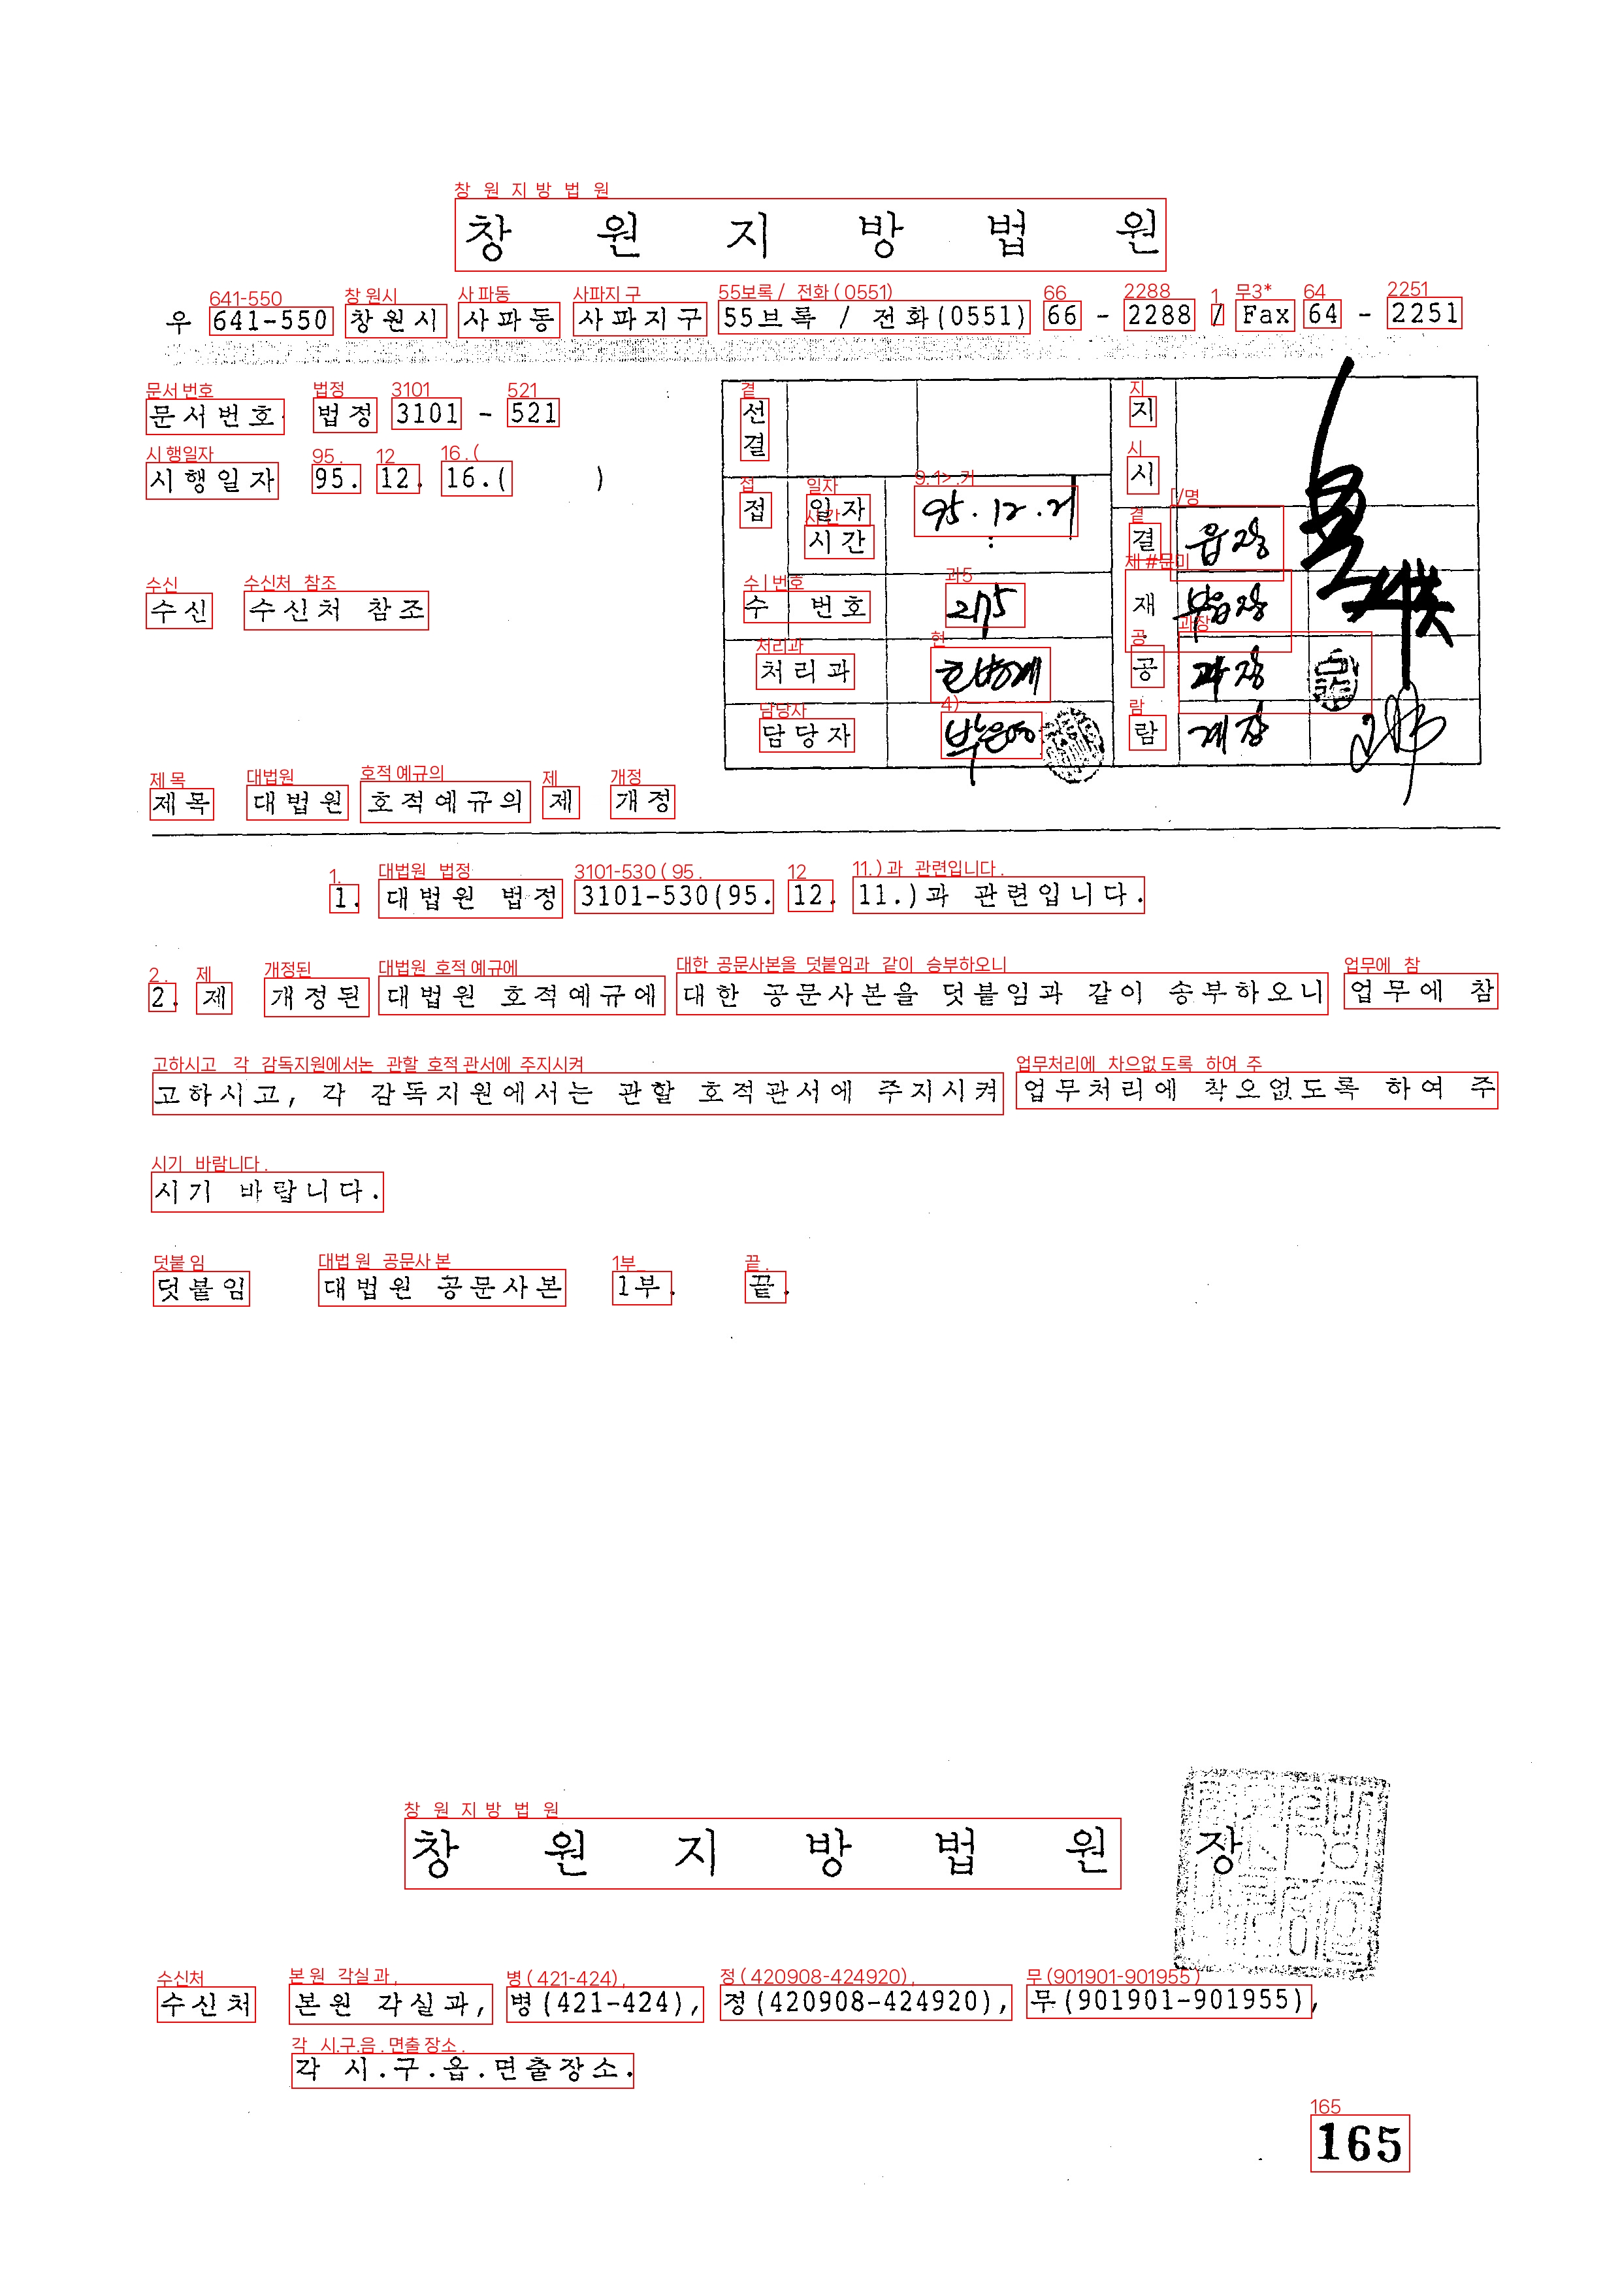 창 원 지 방 법 원
우 641-550 창원시 사파동 사파지구 55브록 / 전화(0551) 66 - 2288 / Fax 64 - 2251
문서번호 법정 3101 - 521
시행일자 95. 12. 16.( )
수신 수신처 참조
선결
접
일자 95.12.21
시간 :
수 번호 2175
처리과
담당자
지시
결재 읍장
부읍장
공람 과장
계장
제목 대법원 호적예규의 제 개정
1. 대법원 법정 3101-530(95. 12. 11.)과 관련입니다.
2. 제 개정된 대법원 호적예규에 대한 공문사본을 덧붙임과 같이 송부하오니 업무에 참
고하시고, 각 감독지원에서는 관할 호적관서에 주지시켜 업무처리에 착오없도록 하여 주
시기 바랍니다.
덧붙임 대법원 공문사본 1부. 끝.
창 원 지 방 법 원 장
수신처 본원 각실과, 병(421-424), 정(420908-424920), 무(901901-901955),
각 시.구.읍.면출장소.
165